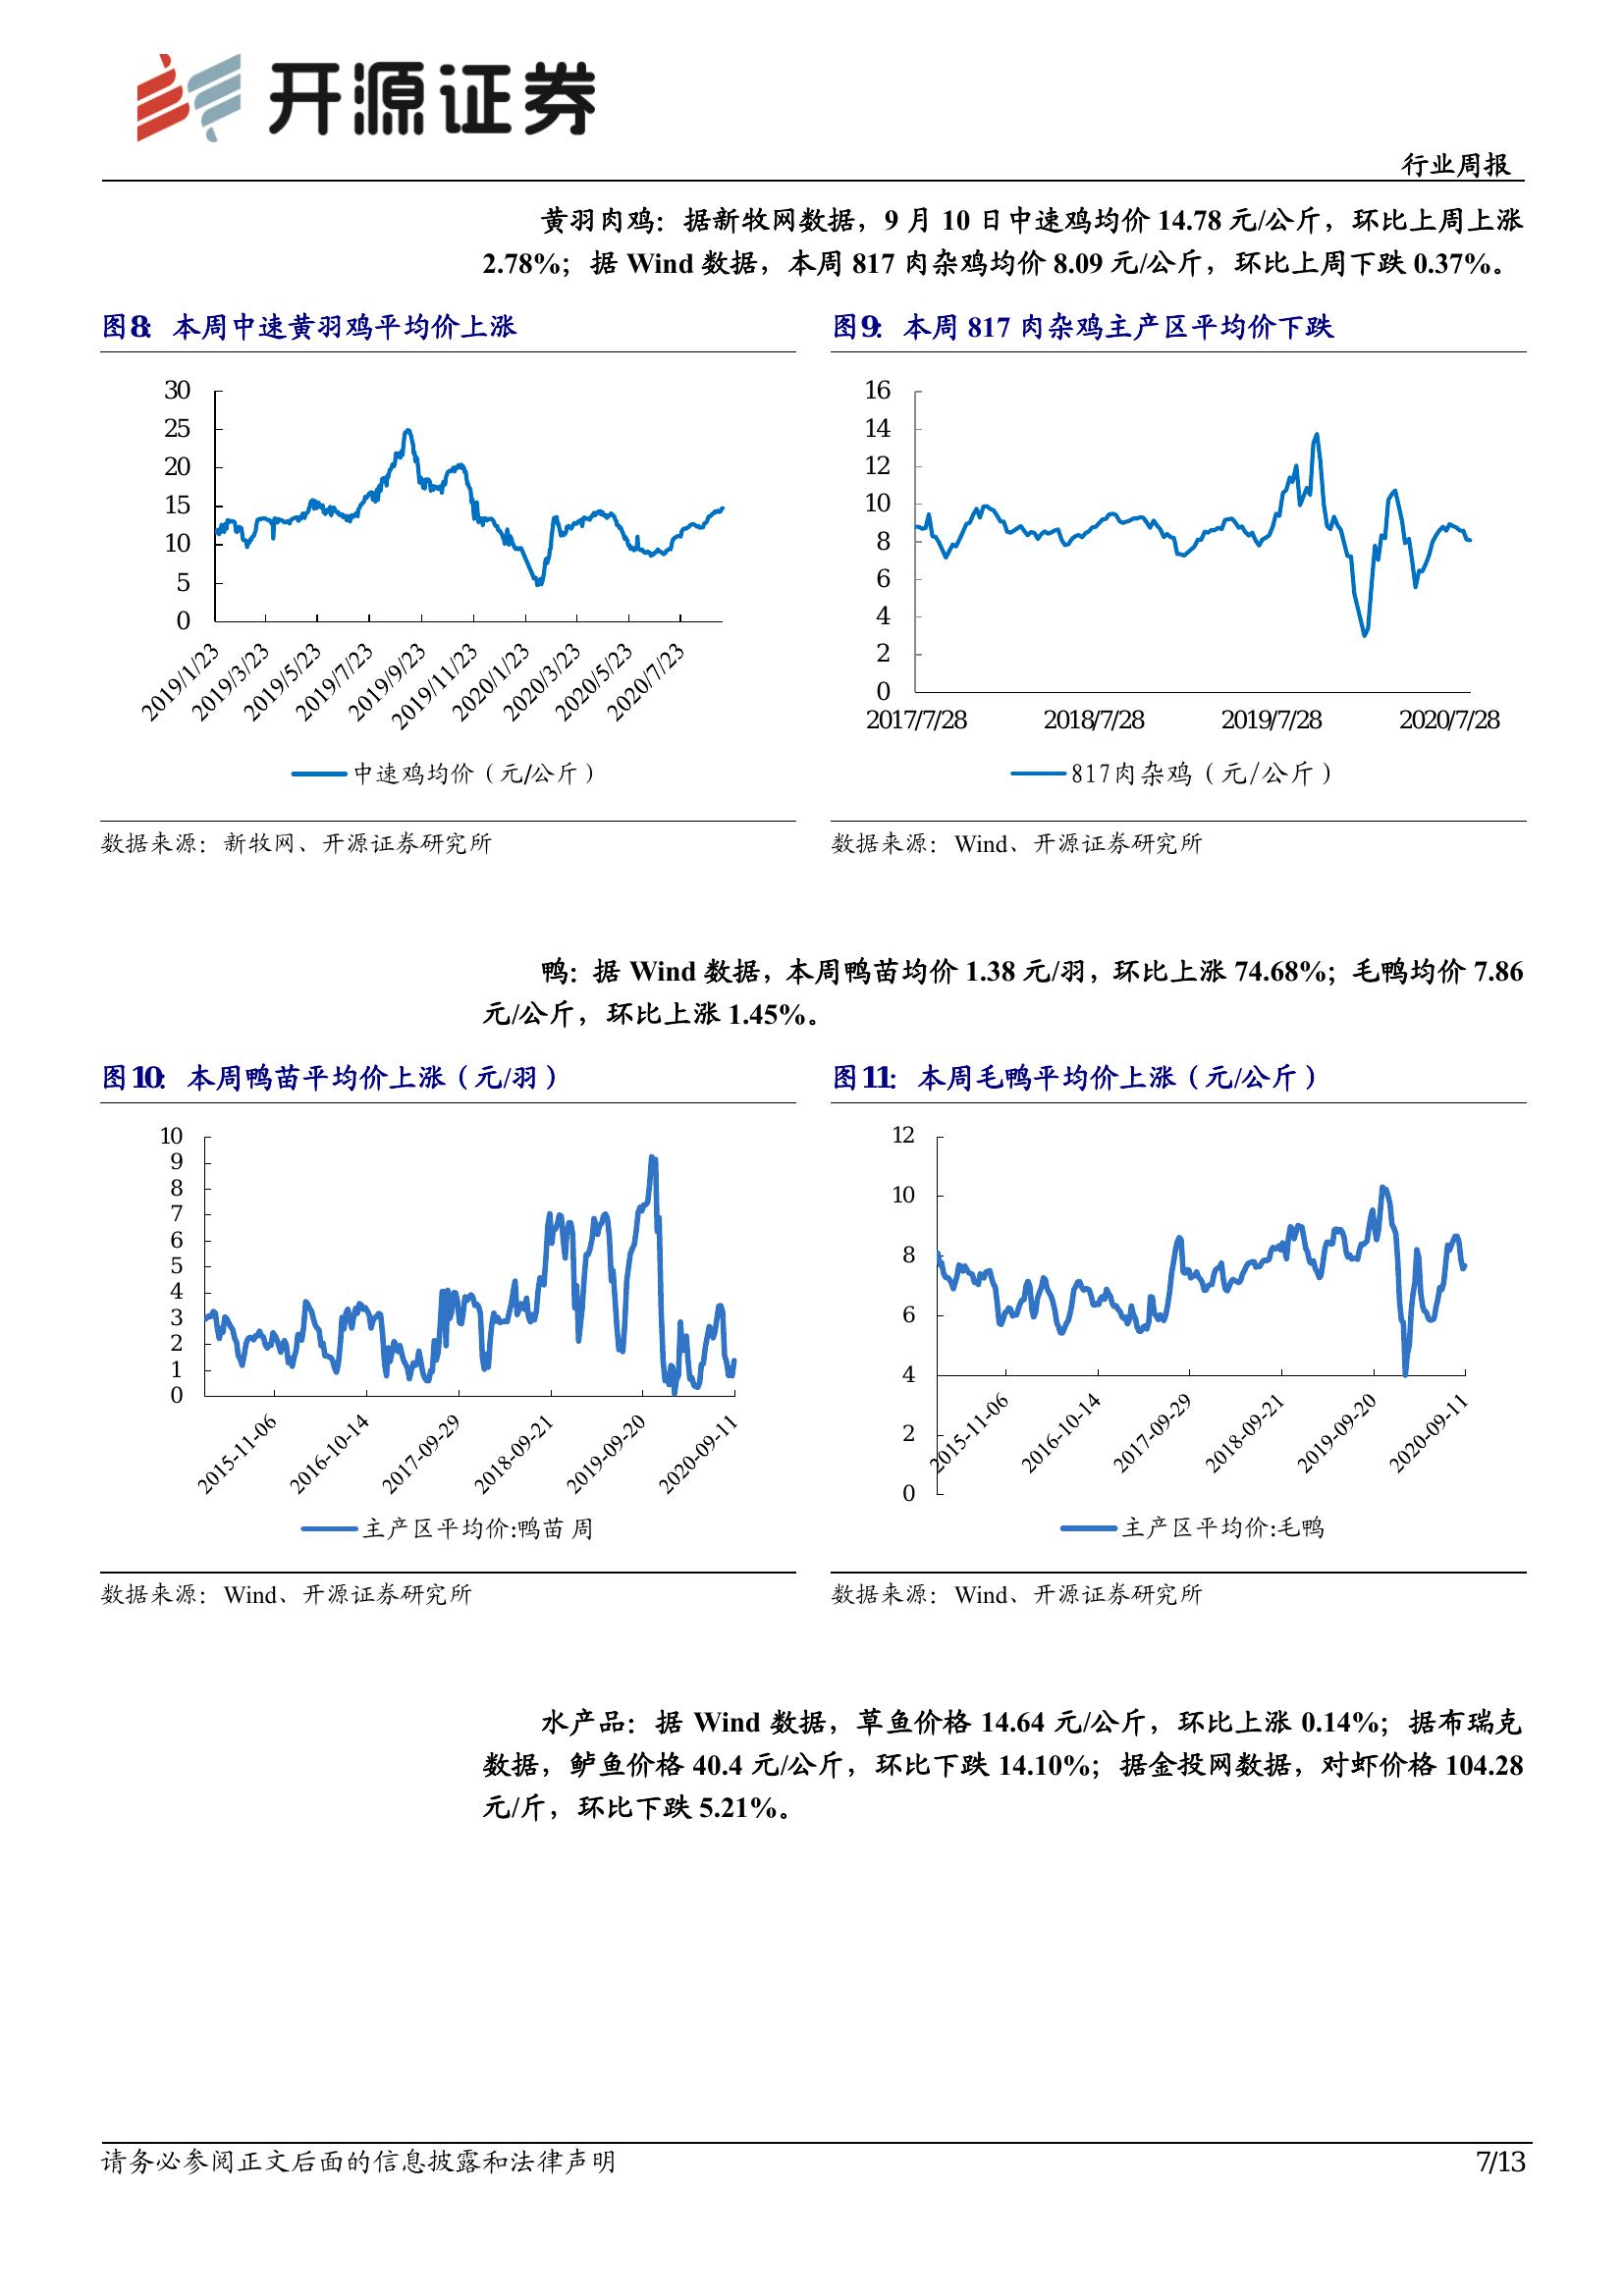 开源证券
行业周报
黄羽肉鸡：据新牧网数据，9 月 10 日中速鸡均价 14.78 元/公斤，环比上周上涨
2.78%；据 Wind 数据，本周 817 肉杂鸡均价 8.09 元/公斤，环比上周下跌 0.37%。
图8：本周中速黄羽鸡平均价上涨
30
25
20
15
10
5
0
2019/1/23
2019/3/23
2019/5/23
2019/7/23
2019/9/23
2019/11/23
2020/1/23
2020/3/23
2020/5/23
2020/7/23
中速鸡均价（元/公斤）
数据来源：新牧网、开源证券研究所
图9：本周 817 肉杂鸡主产区平均价下跌
16
14
12
10
8
6
4
2
0
2017/7/28
2018/7/28
2019/7/28
2020/7/28
817肉杂鸡（元/公斤）
数据来源：Wind、开源证券研究所
鸭：据 Wind 数据，本周鸭苗均价 1.38 元/羽，环比上涨 74.68%；毛鸭均价 7.86
元/公斤，环比上涨 1.45%。
图10：本周鸭苗平均价上涨（元/羽）
10
9
8
7
6
5
4
3
2
1
0
2015-11-06
2016-10-14
2017-09-29
2018-09-21
2019-09-20
2020-09-11
主产区平均价:鸭苗 周
数据来源：Wind、开源证券研究所
图11：本周毛鸭平均价上涨（元/公斤）
12
10
8
6
4
2
0
2015-11-06
2016-10-14
2017-09-29
2018-09-21
2019-09-20
2020-09-11
主产区平均价:毛鸭
数据来源：Wind、开源证券研究所
水产品：据 Wind 数据，草鱼价格 14.64 元/公斤，环比上涨 0.14%；据布瑞克
数据，鲈鱼价格 40.4 元/公斤，环比下跌 14.10%；据金投网数据，对虾价格 104.28
元/斤，环比下跌 5.21%。
请务必参阅正文后面的信息披露和法律声明
7/13